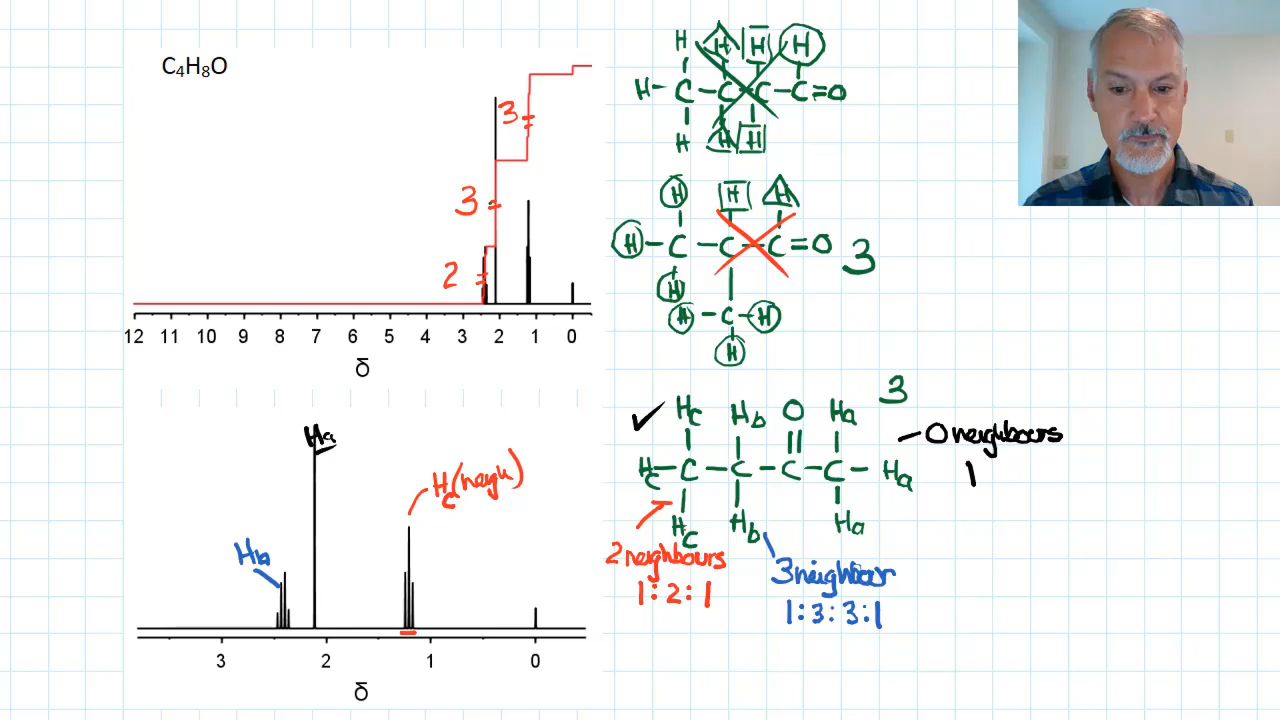 C₄H₈O
3
3
2
12 11 10 9 8 7 6 5 4 3 2 1 0
δ
H H H H
H-C-C-C-C=O
H H H
H H H
H-C-C-C=O 3
H
H-C-H
H
3
Hc Hb O Ha
Hc-C-C-C-C-Ha
Hc Hb Ha
0 neighbours
1
2 neighbours
1:2:1
3 neighbour
1:3:3:1
Ha
Hc (neigh)
Hb
3 2 1 0
δ